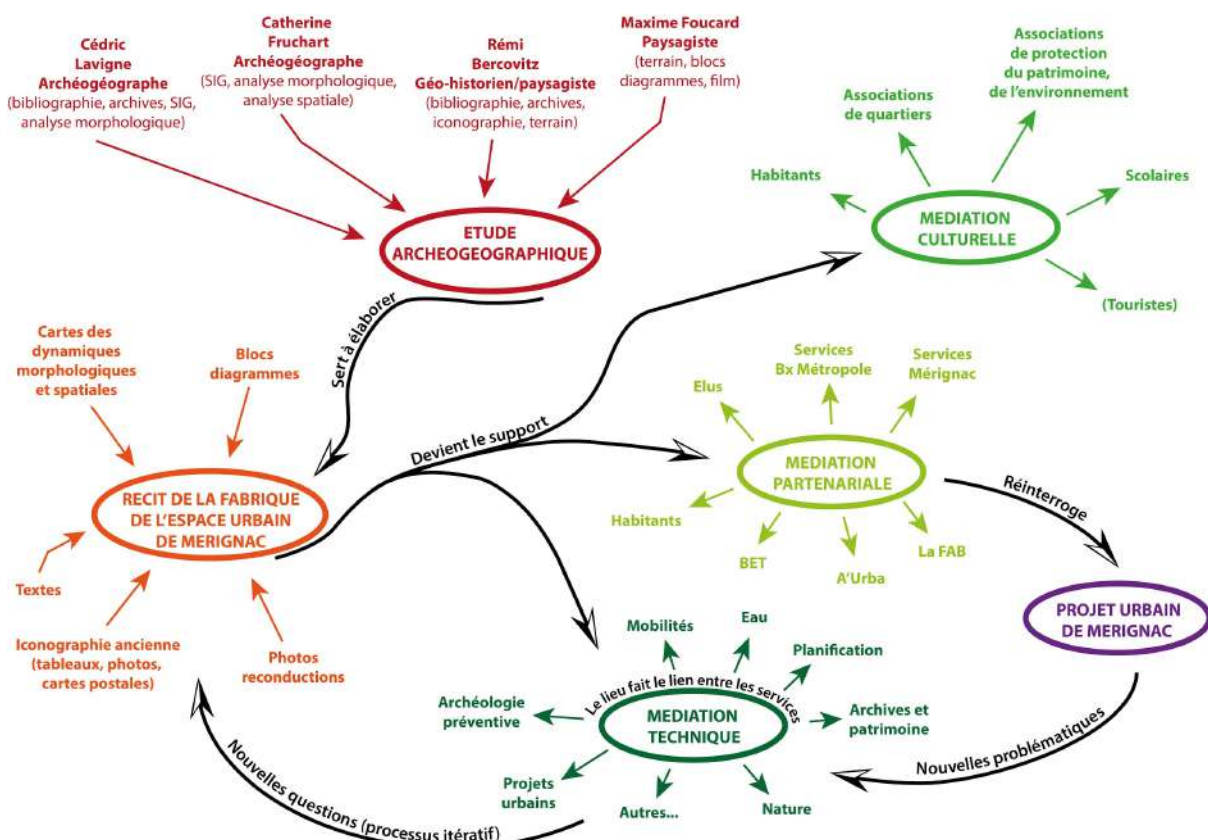 Cédric
Lavigne
Archéogéographe
(bibliographie, archives, SIG,
analyse morphologique)
Catherine
Fruchart
Archéogéographe
(SIG, analyse morphologique,
analyse spatiale)
Rémi
Bercovitz
Géo-historien/paysagiste
(bibliographie, archives,
iconographie, terrain)
Maxime Foucard
Paysagiste
(terrain, blocs
diagrammes, film)
ETUDE
ARCHEOGEOGRAPHIQUE
Associations
de protection
du patrimoine,
de l'environnement
Associations
de quartiers
Habitants
Scolaires
MEDIATION
CULTURELLE
(Touristes)
Sert à élaborer
Cartes des
dynamiques
morphologiques
et spatiales
Blocs
diagrammes
RECIT DE LA FABRIQUE
DE L'ESPACE URBAIN
DE MERIGNAC
Textes
Iconographie ancienne
(tableaux, photos,
cartes postales)
Photos
reconductions
Devient le support
Elus
Services
Bx Métropole
Services
Mérignac
MEDIATION
PARTENARIALE
Habitants
BET
A'Urba
La FAB
Réinterroge
PROJET URBAIN
DE MERIGNAC
Mobilités
Eau
Planification
Le lieu fait le lien entre les services
Archéologie
préventive
MEDIATION
TECHNIQUE
Archives et
patrimoine
Projets
urbains
Autres...
Nature
Nouvelles problématiques
Nouvelles questions (processus itératif)